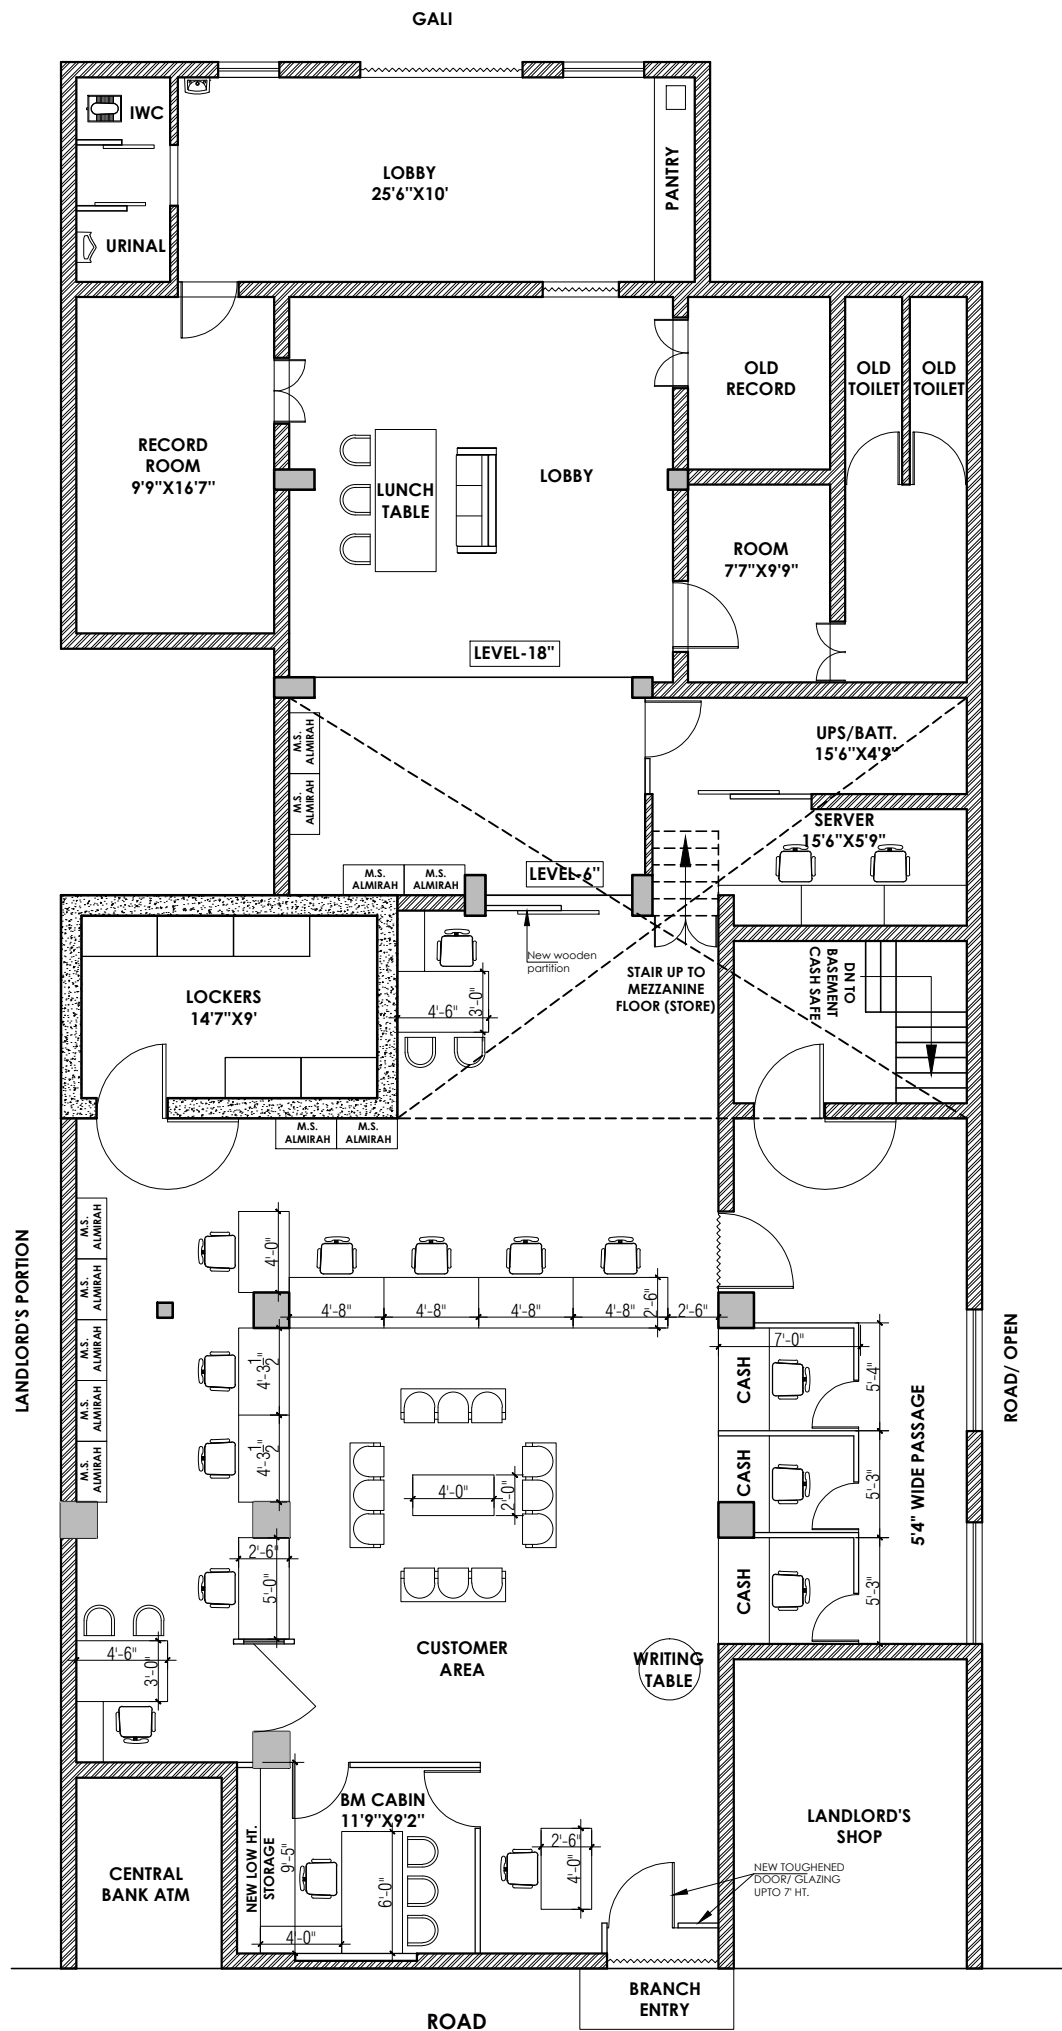 GALI
IWC
LOBBY
25'6"X10'
PANTRY
URINAL
OLD
RECORD
OLD
TOILET
OLD
TOILET
RECORD
ROOM
9'9"X16'7"
LUNCH
TABLE
LOBBY
ROOM
7'7"X9'9"
LEVEL-18"
M.S.
ALMIRAH
M.S.
ALMIRAH
UPS/BATT.
15'6"X4'9"
SERVER
15'6"X5'9"
M.S.
ALMIRAH
M.S.
ALMIRAH
LEVEL-6"
New wooden
partition
STAIR UP TO
MEZZANINE
FLOOR (STORE)
DN TO
BASEMENT
CASH SAFE
LOCKERS
14'7"X9'
4'-6"
3'-0"
M.S.
ALMIRAH
M.S.
ALMIRAH
LANDLORD'S PORTION
M.S.
ALMIRAH
M.S.
ALMIRAH
M.S.
ALMIRAH
M.S.
ALMIRAH
M.S.
ALMIRAH
4'-0"
4'-8"
4'-8"
4'-8"
4'-8"
2'-6"
2'-6"
4'-3 1/2"
4'-3 1/2"
2'-6"
5'-0"
4'-0"
2'-0"
7'-0"
CASH
5'-4"
CASH
5'-3"
CASH
5'-3"
5'4" WIDE PASSAGE
ROAD/ OPEN
4'-6"
3'-0"
CUSTOMER
AREA
WRITING
TABLE
BM CABIN
11'9"X9'2"
NEW LOW HT.
STORAGE
9'-5"
6'-0"
4'-0"
2'-6"
4'-0"
CENTRAL
BANK ATM
LANDLORD'S
SHOP
NEW TOUGHENED
DOOR/ GLAZING
UPTO 7' HT.
BRANCH
ENTRY
ROAD